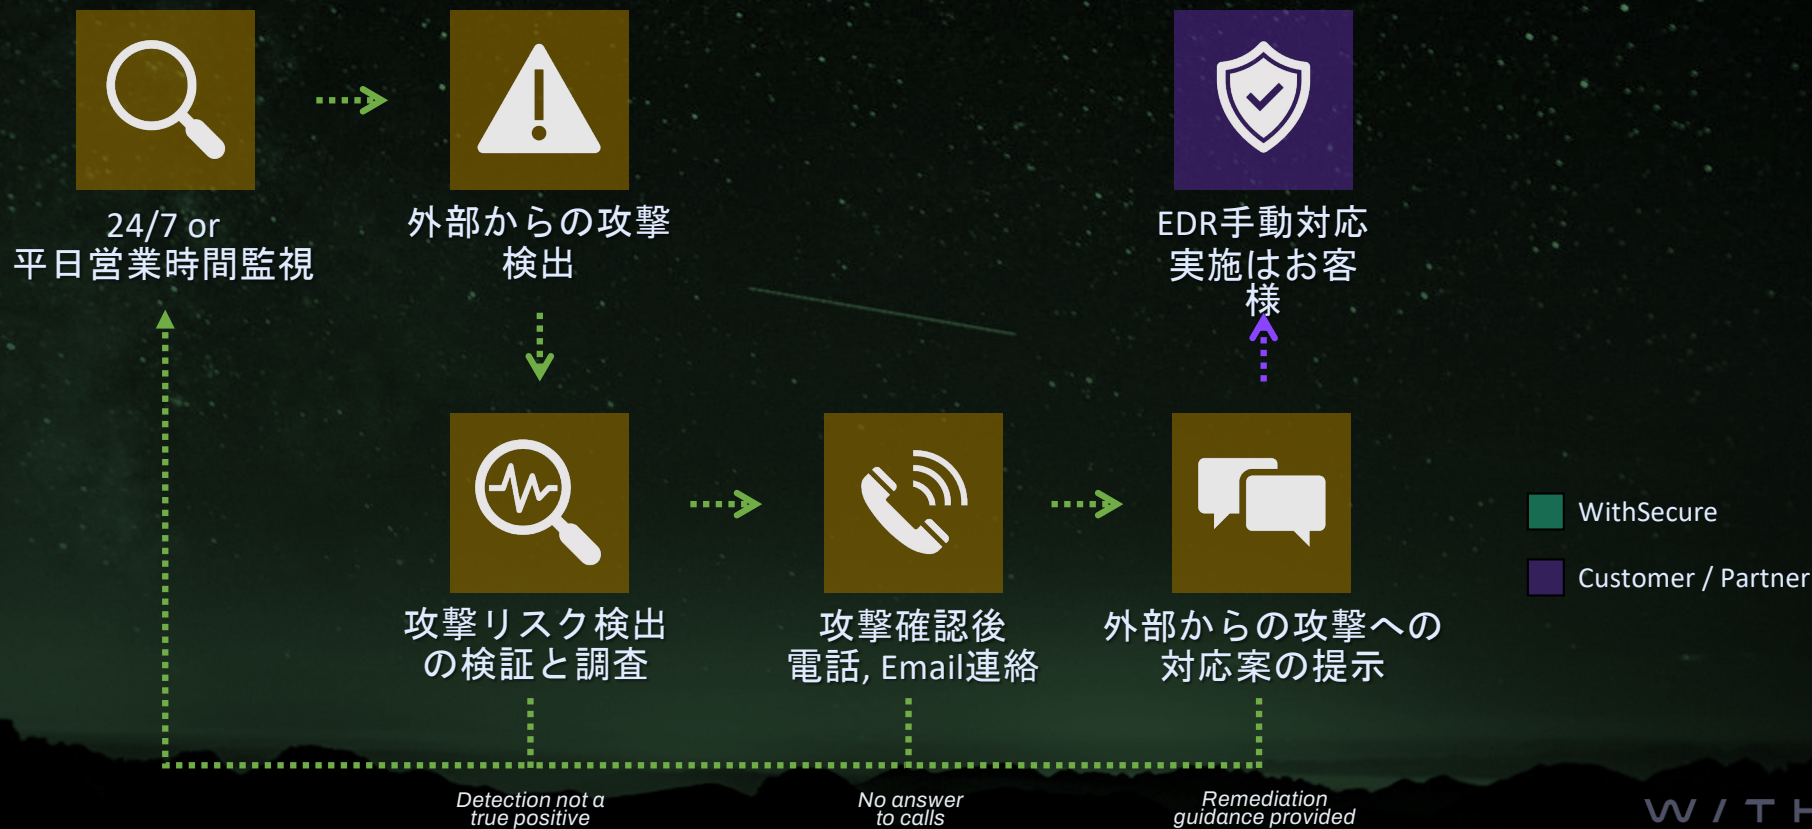 24/7 or
平日営業時間監視
外部からの攻撃
検出
EDR手動対応
実施はお客
様
攻撃リスク検出
の検証と調査
攻撃確認後
電話, Email連絡
外部からの攻撃への
対応案の提示
WithSecure
Customer / Partner
Detection not a
true positive
No answer
to calls
Remediation
guidance provided
W / T H